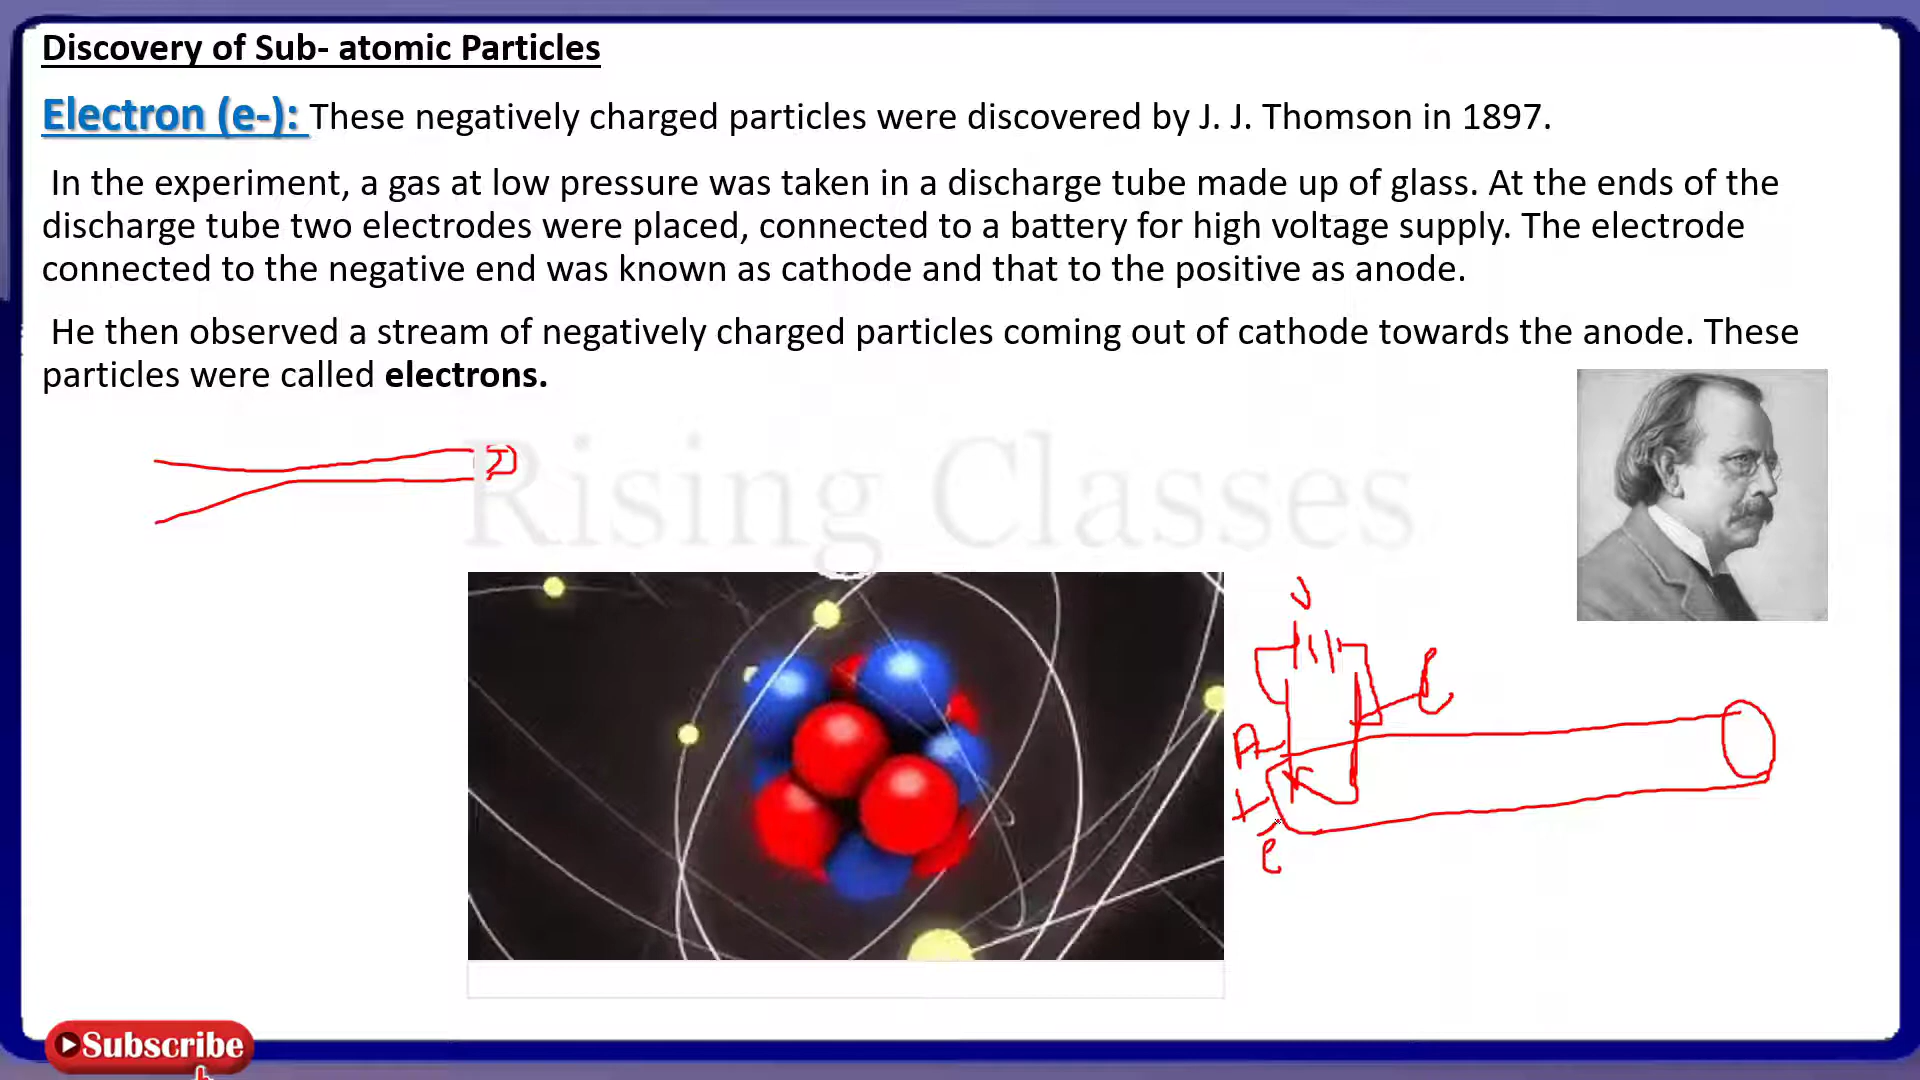 Discovery of Sub- atomic Particles
Electron (e-): These negatively charged particles were discovered by J. J. Thomson in 1897.
In the experiment, a gas at low pressure was taken in a discharge tube made up of glass. At the ends of the
discharge tube two electrodes were placed, connected to a battery for high voltage supply. The electrode
connected to the negative end was known as cathode and that to the positive as anode.
He then observed a stream of negatively charged particles coming out of cathode towards the anode. These
particles were called electrons.
Rising Classes
V
A
Subscribe